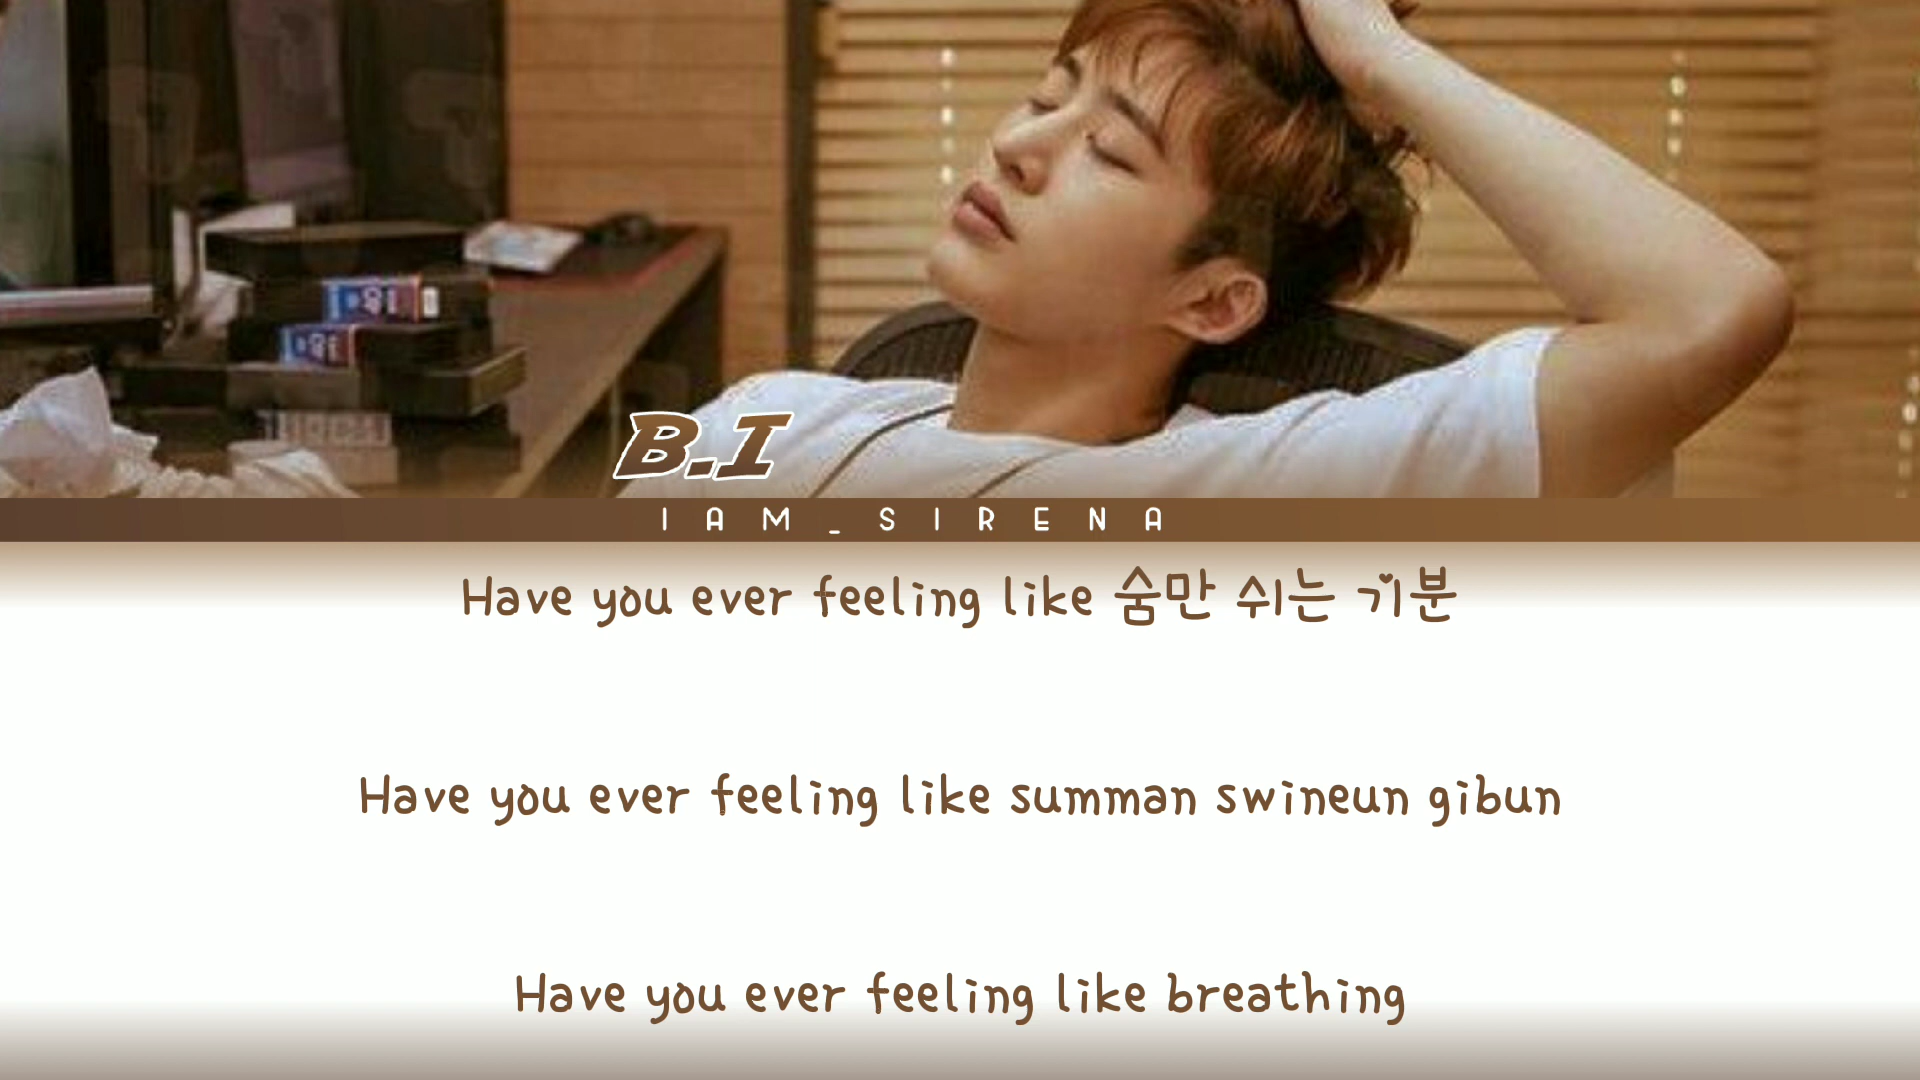 B.I
IAM_SIRENA
Have you ever feeling like 숨만 쉬는 기분
Have you ever feeling like summan swineun gibun
Have you ever feeling like breathing